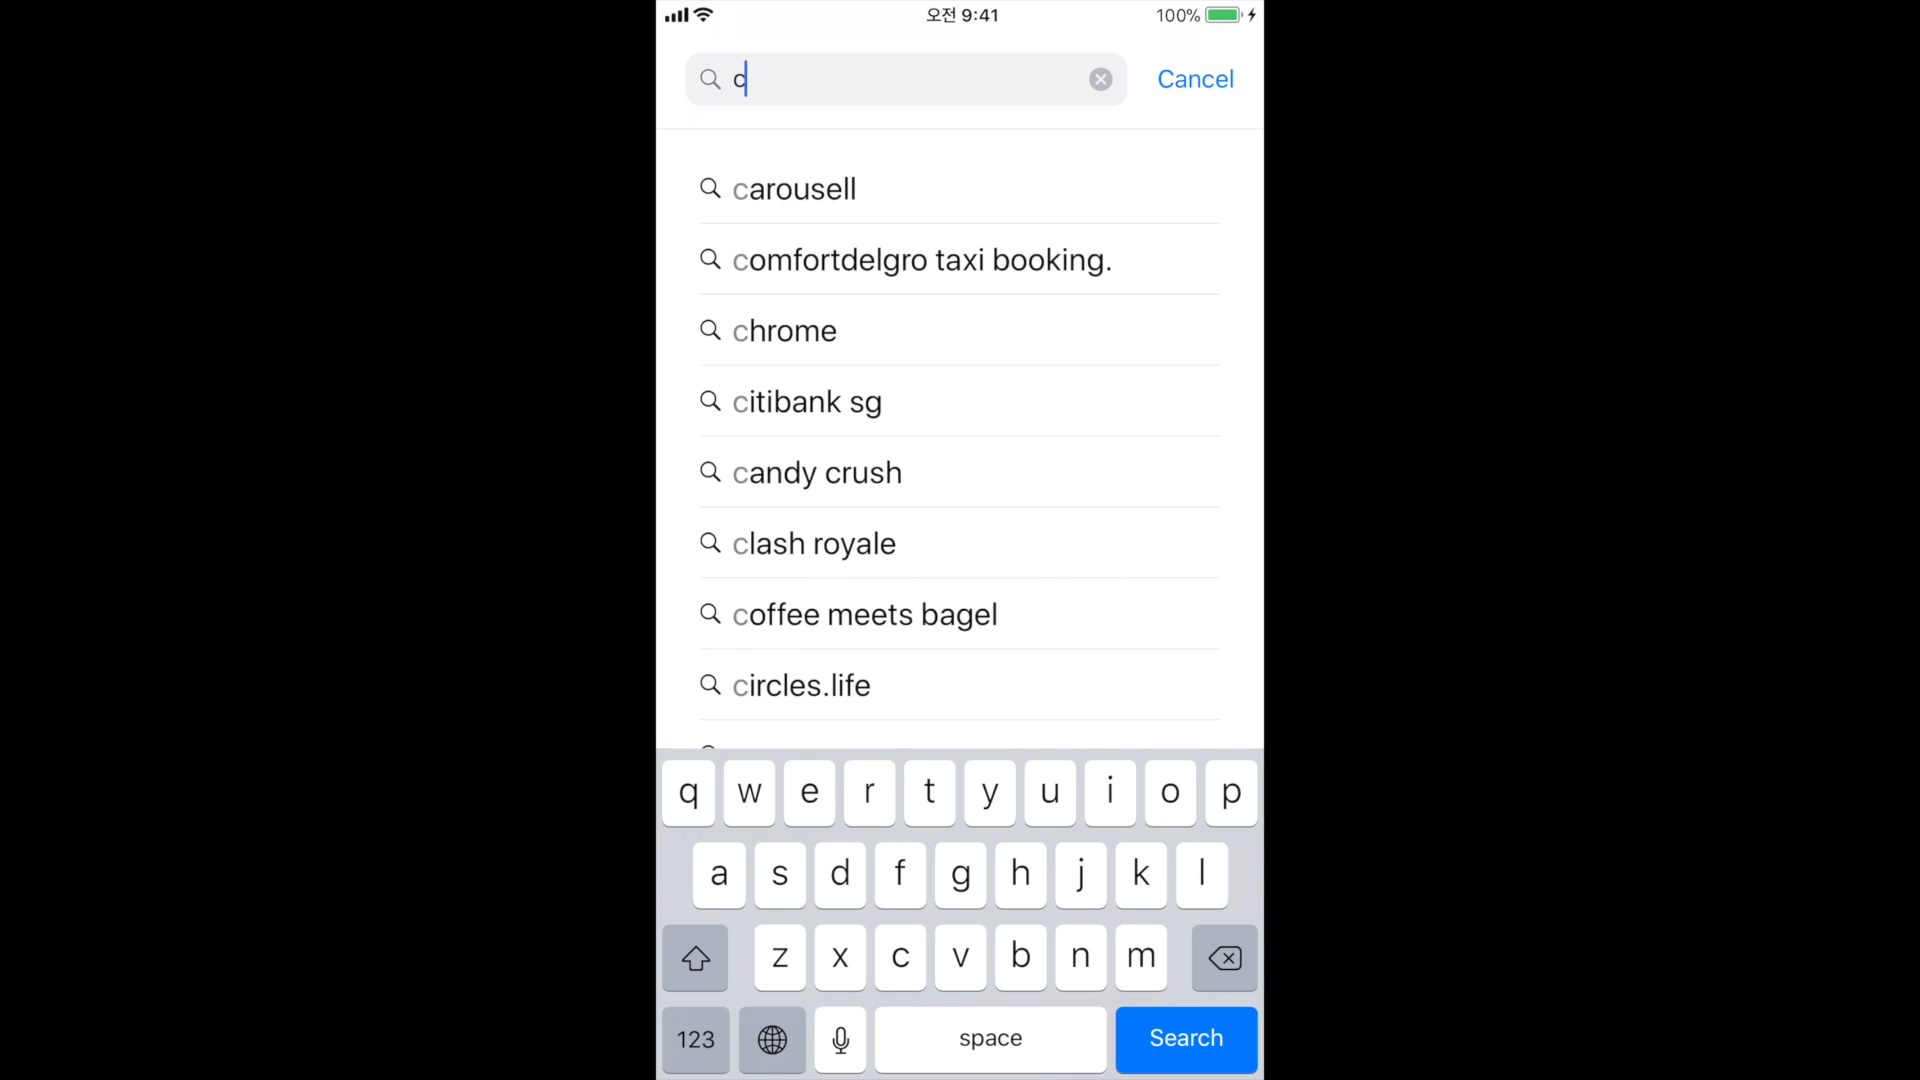 오전 9:41
100%
c
Cancel
carousell
comfortdelgro taxi booking.
chrome
citibank sg
candy crush
clash royale
coffee meets bagel
circles.life
q w e r t y u i o p
a s d f g h j k l
z x c v b n m
123 space Search